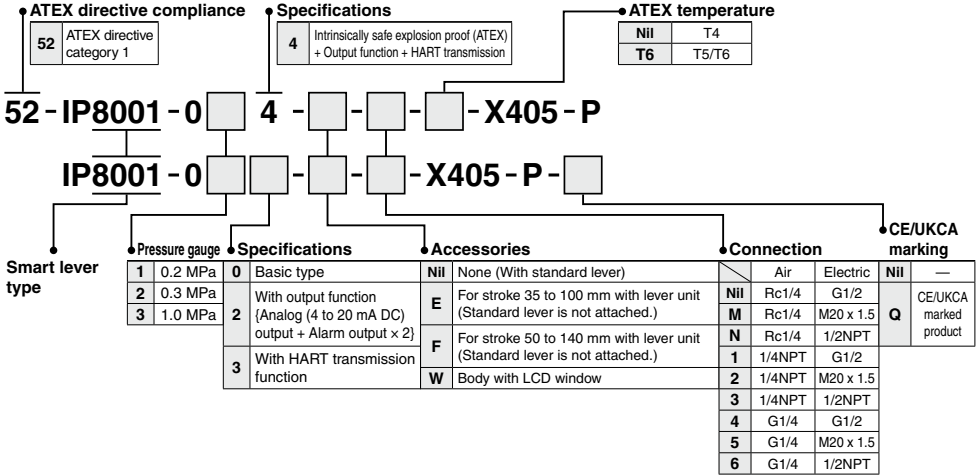 ATEX directive compliance
52 ATEX directive
category 1
Specifications
4 Intrinsically safe explosion proof (ATEX)
+ Output function + HART transmission
ATEX temperature
Nil T4
T6 T5/T6
52-IP8001-0 4 - - - -X405-P
IP8001-0 - - -X405-P-
Smart lever
type
Pressure gauge
1 0.2 MPa
2 0.3 MPa
3 1.0 MPa
Specifications
0 Basic type
2 With output function
{Analog (4 to 20 mA DC)
output + Alarm output × 2}
3 With HART transmission
function
Accessories
Nil None (With standard lever)
E For stroke 35 to 100 mm with lever unit
(Standard lever is not attached.)
F For stroke 50 to 140 mm with lever unit
(Standard lever is not attached.)
W Body with LCD window
Connection
Air Electric
Nil Rc1/4 G1/2
M Rc1/4 M20 x 1.5
N Rc1/4 1/2NPT
1 1/4NPT G1/2
2 1/4NPT M20 x 1.5
3 1/4NPT 1/2NPT
4 G1/4 G1/2
5 G1/4 M20 x 1.5
6 G1/4 1/2NPT
CE/UKCA
marking
Nil —
Q CE/UKCA
marked
product